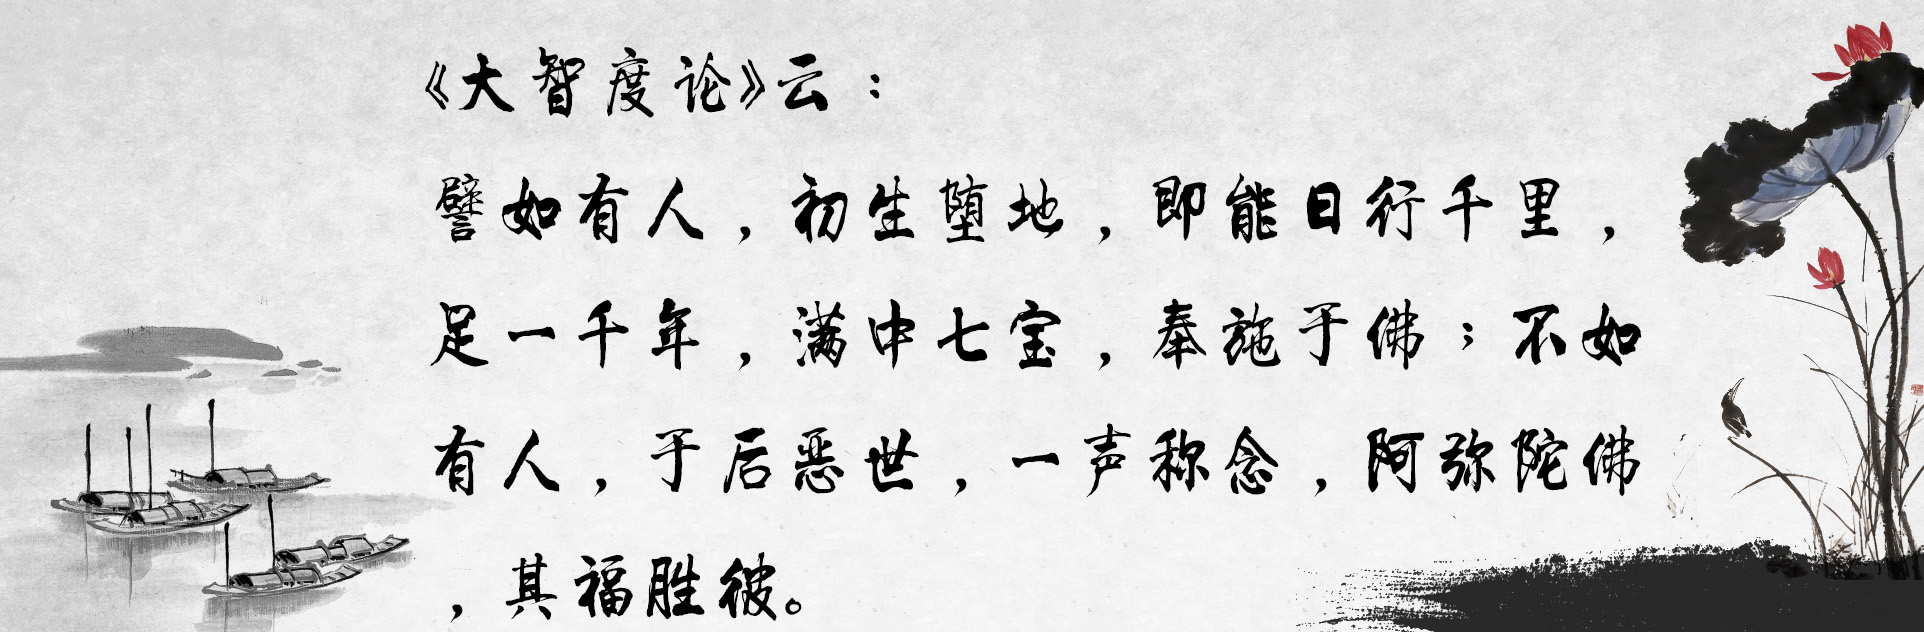 《大智度论》云：
譬如有人，初生堕地，即能日行千里，
足一千年，满中七宝，奉施于佛；不如
有人，于后恶世，一声称念，阿弥陀佛
，其福胜彼。